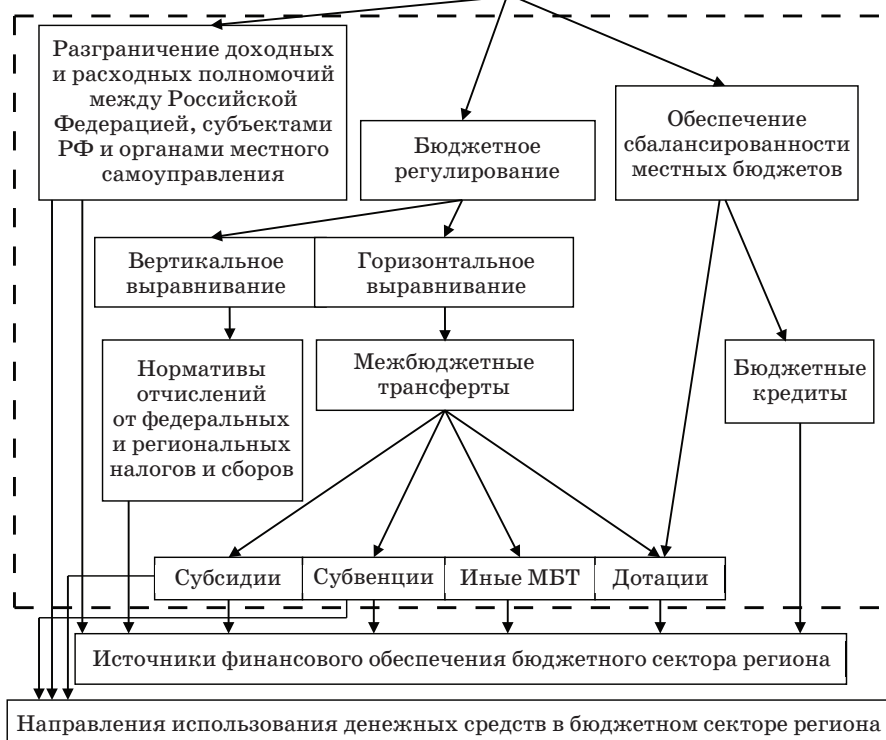 Разграничение доходных
и расходных полномочий
между Российской
Федерацией, субъектами
РФ и органами местного
самоуправления
Бюджетное
регулирование
Обеспечение
сбалансированности
местных бюджетов
Вертикальное
выравнивание
Горизонтальное
выравнивание
Нормативы
отчислений
от федеральных
и региональных
налогов и сборов
Межбюджетные
трансферты
Бюджетные
кредиты
Субсидии
Субвенции
Иные МБТ
Дотации
Источники финансового обеспечения бюджетного сектора региона
Направления использования денежных средств в бюджетном секторе региона